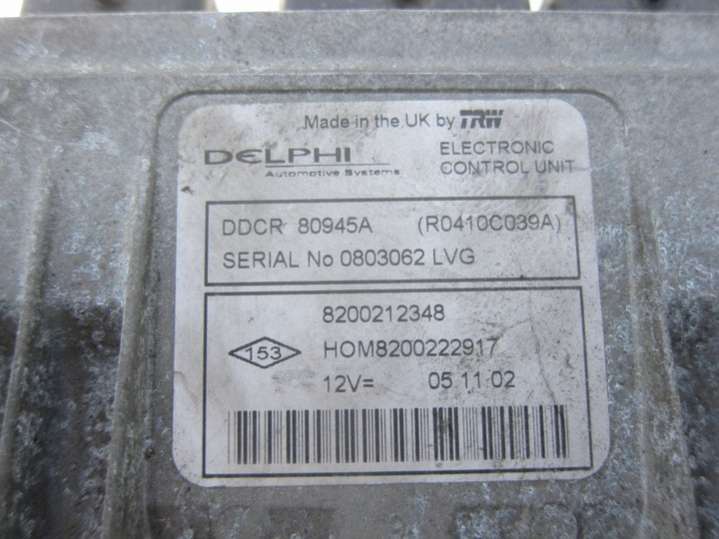 Made in the UK by TRW
DELPHI
Automotive Systems
ELECTRONIC
CONTROL UNIT
DDCR 80945A (R0410C039A)
SERIAL No 0803062 LVG
8200212348
153 HOM8200222917
12V= 05.11.02